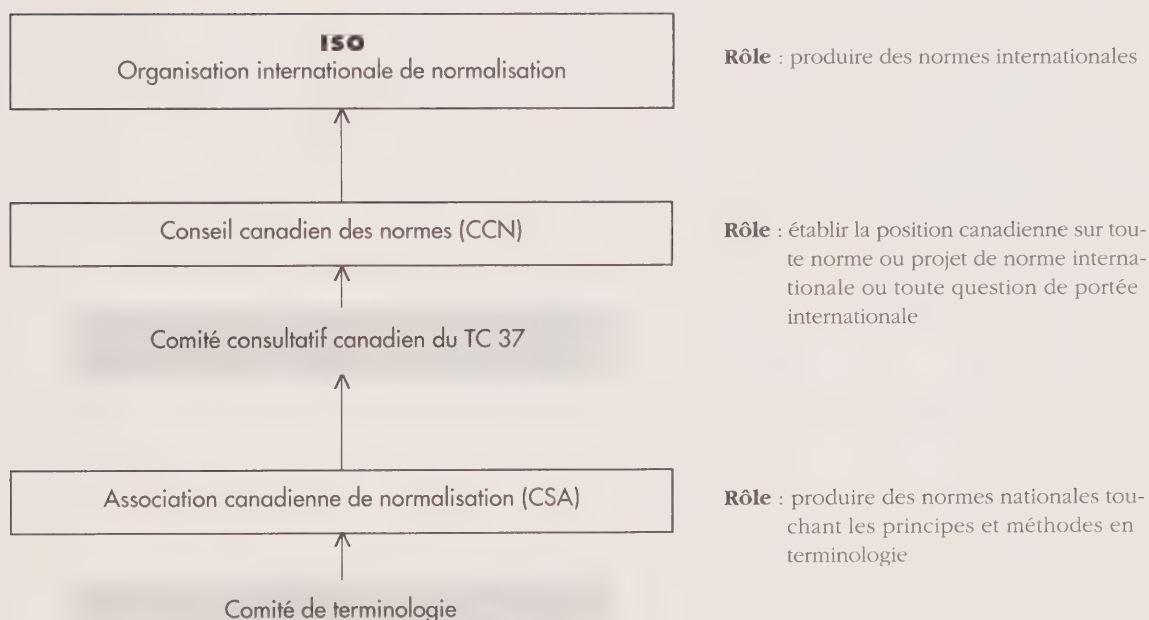 ISO
Organisation internationale de normalisation
Rôle : produire des normes internationales
Conseil canadien des normes (CCN)
Rôle : établir la position canadienne sur tou-
te norme ou projet de norme interna-
tionale ou toute question de portée
internationale
Comité consultatif canadien du TC 37
Association canadienne de normalisation (CSA)
Rôle : produire des normes nationales tou-
chant les principes et méthodes en
terminologie
Comité de terminologie